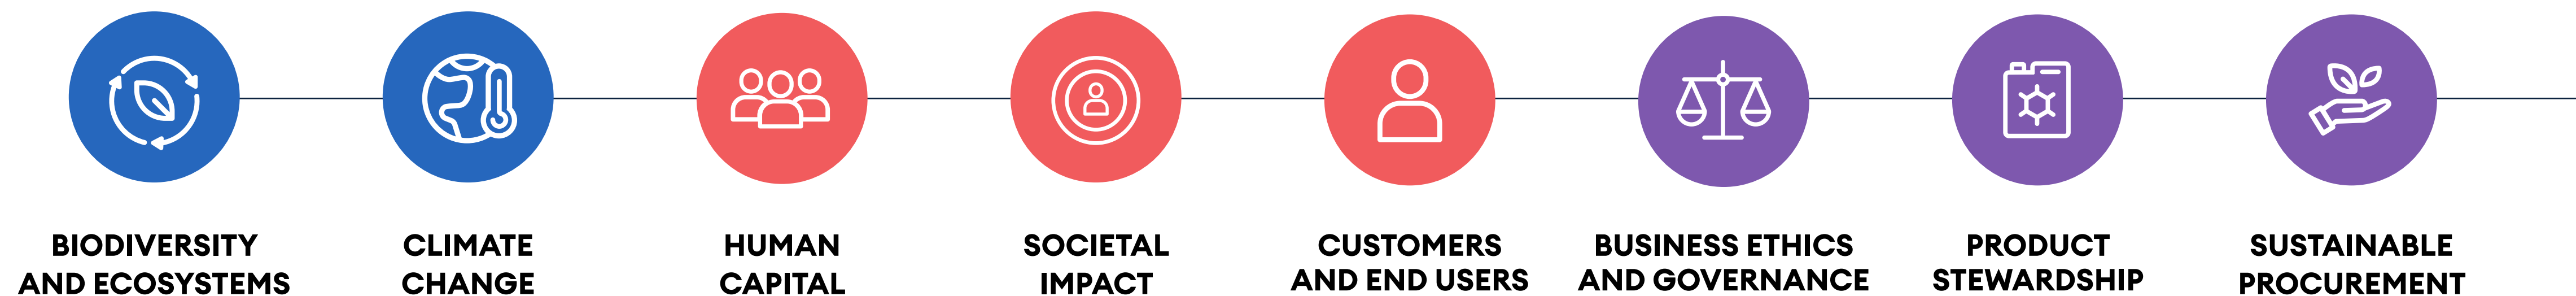 BIODIVERSITY
AND ECOSYSTEMS
CLIMATE
CHANGE
HUMAN
CAPITAL
SOCIETAL
IMPACT
CUSTOMERS
AND END USERS
BUSINESS ETHICS
AND GOVERNANCE
PRODUCT
STEWARDSHIP
SUSTAINABLE
PROCUREMENT